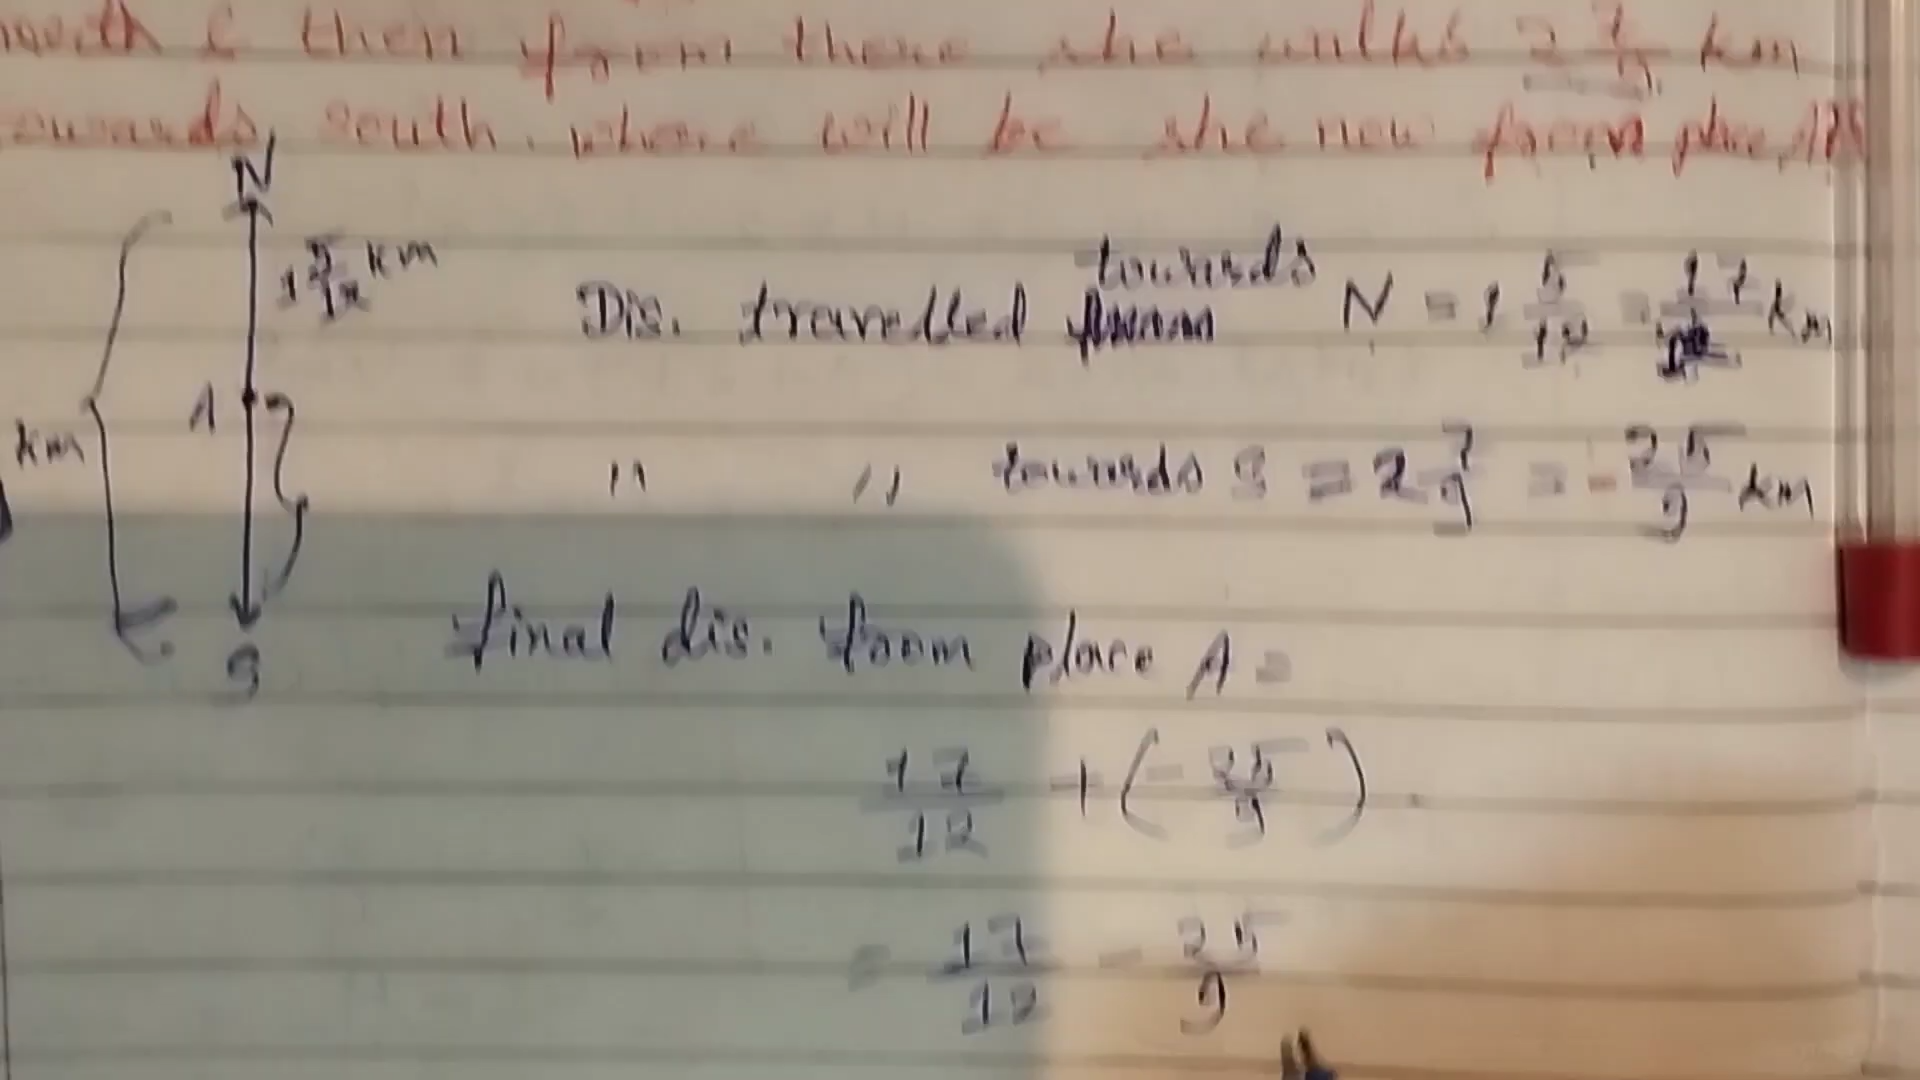 north & then from there she walks 2 7/9 km
towards south. where will be she now from place
N
1 5/12 km
Dis. travelled towards N = 1 5/12 = 17/12 km
A
km
" " towards S = 2 7/9 = - 25/9 km
S
final dis. from place A =
17/12 + (- 25/9)
= 17/12 - 25/9